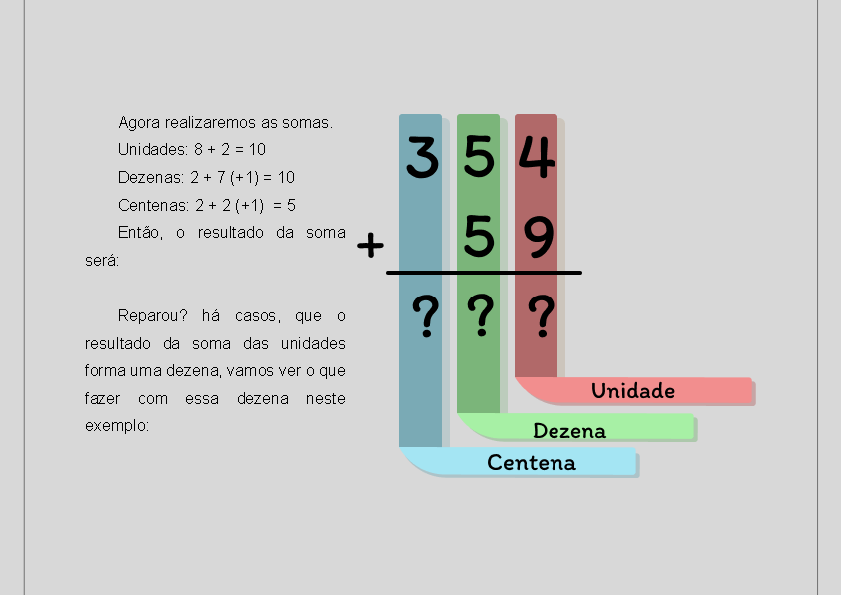 Agora realizaremos as somas.
Unidades: 8 + 2 = 10
Dezenas: 2 + 7 (+1) = 10
Centenas: 2 + 2 (+1)  = 5
Então, o resultado da soma
será:
Reparou? há casos, que o
resultado da soma das unidades
forma uma dezena, vamos ver o que
fazer com essa dezena neste
exemplo:
3 5 4
+ 5 9
? ? ?
Unidade
Dezena
Centena